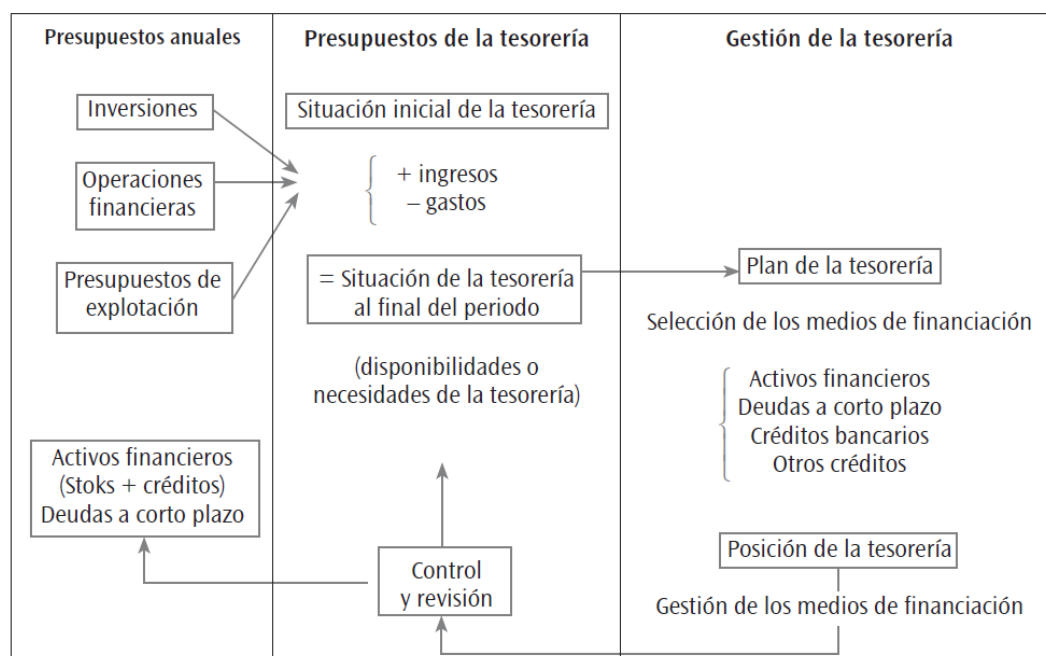 Presupuestos anuales
Inversiones
Operaciones
financieras
Presupuestos de
explotación
Activos financieros
(Stoks + créditos)
Deudas a corto plazo
Presupuestos de la tesorería
Situación inicial de la tesorería
+ ingresos
– gastos
= Situación de la tesorería
al final del periodo
(disponibilidades o
necesidades de la tesorería)
Control
y revisión
Gestión de la tesorería
Plan de la tesorería
Selección de los medios de financiación
Activos financieros
Deudas a corto plazo
Créditos bancarios
Otros créditos
Posición de la tesorería
Gestión de los medios de financiación